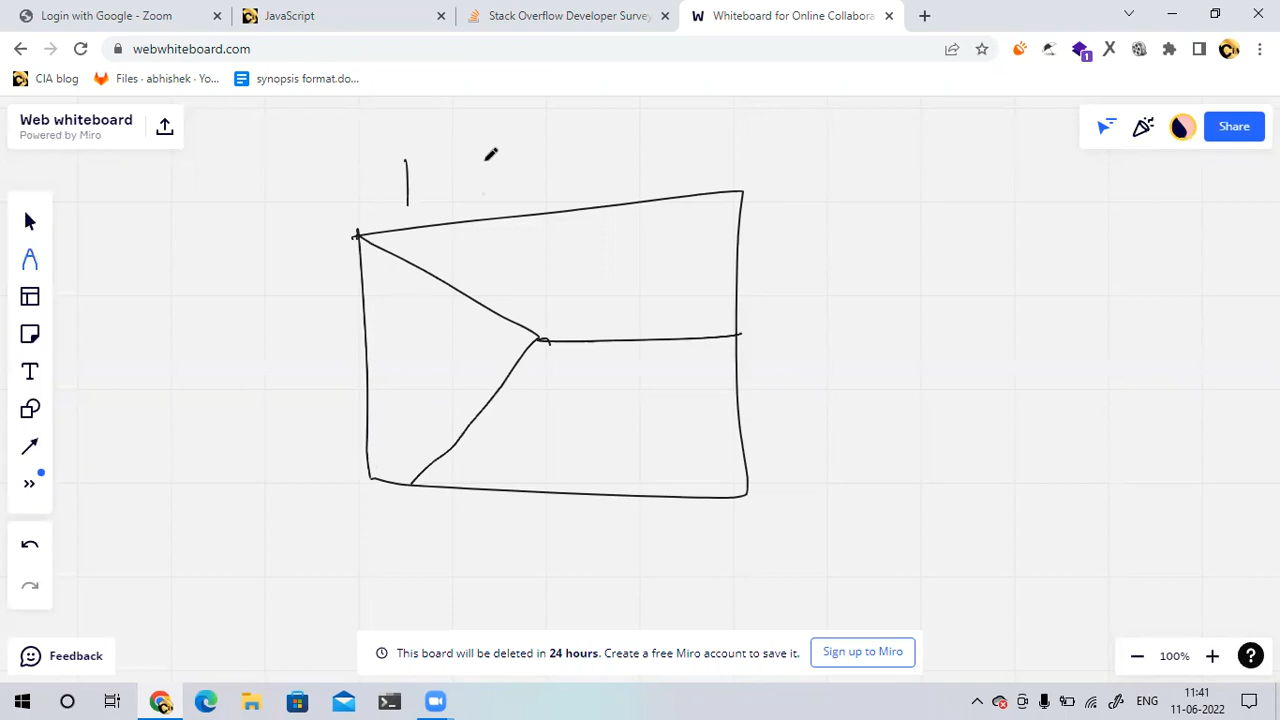 Login with Google - Zoom
JavaScript
Stack Overflow Developer Surve
Whiteboard for Online Collabora
webwhiteboard.com
CIA blog
Files · abhishek · Yo...
synopsis format.do...
1
Web whiteboard
Powered by Miro
Share
This board will be deleted in 24 hours. Create a free Miro account to save it.
Sign up to Miro
Feedback
100%
ENG
11:41
11-06-2022